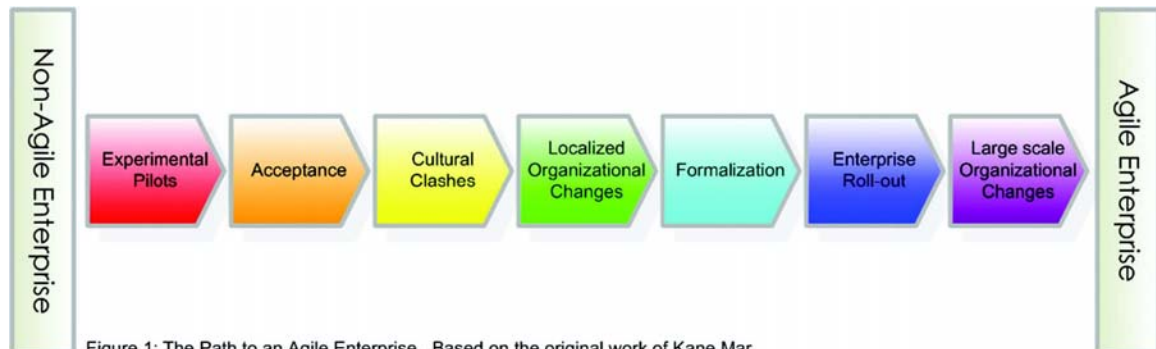 Non-Agile Enterprise
Experimental
Pilots
Acceptance
Cultural
Clashes
Localized
Organizational
Changes
Formalization
Enterprise
Roll-out
Large scale
Organizational
Changes
Agile Enterprise
Figure 1: The Path to an Agile Enterprise. Based on the original work of Kane Mar